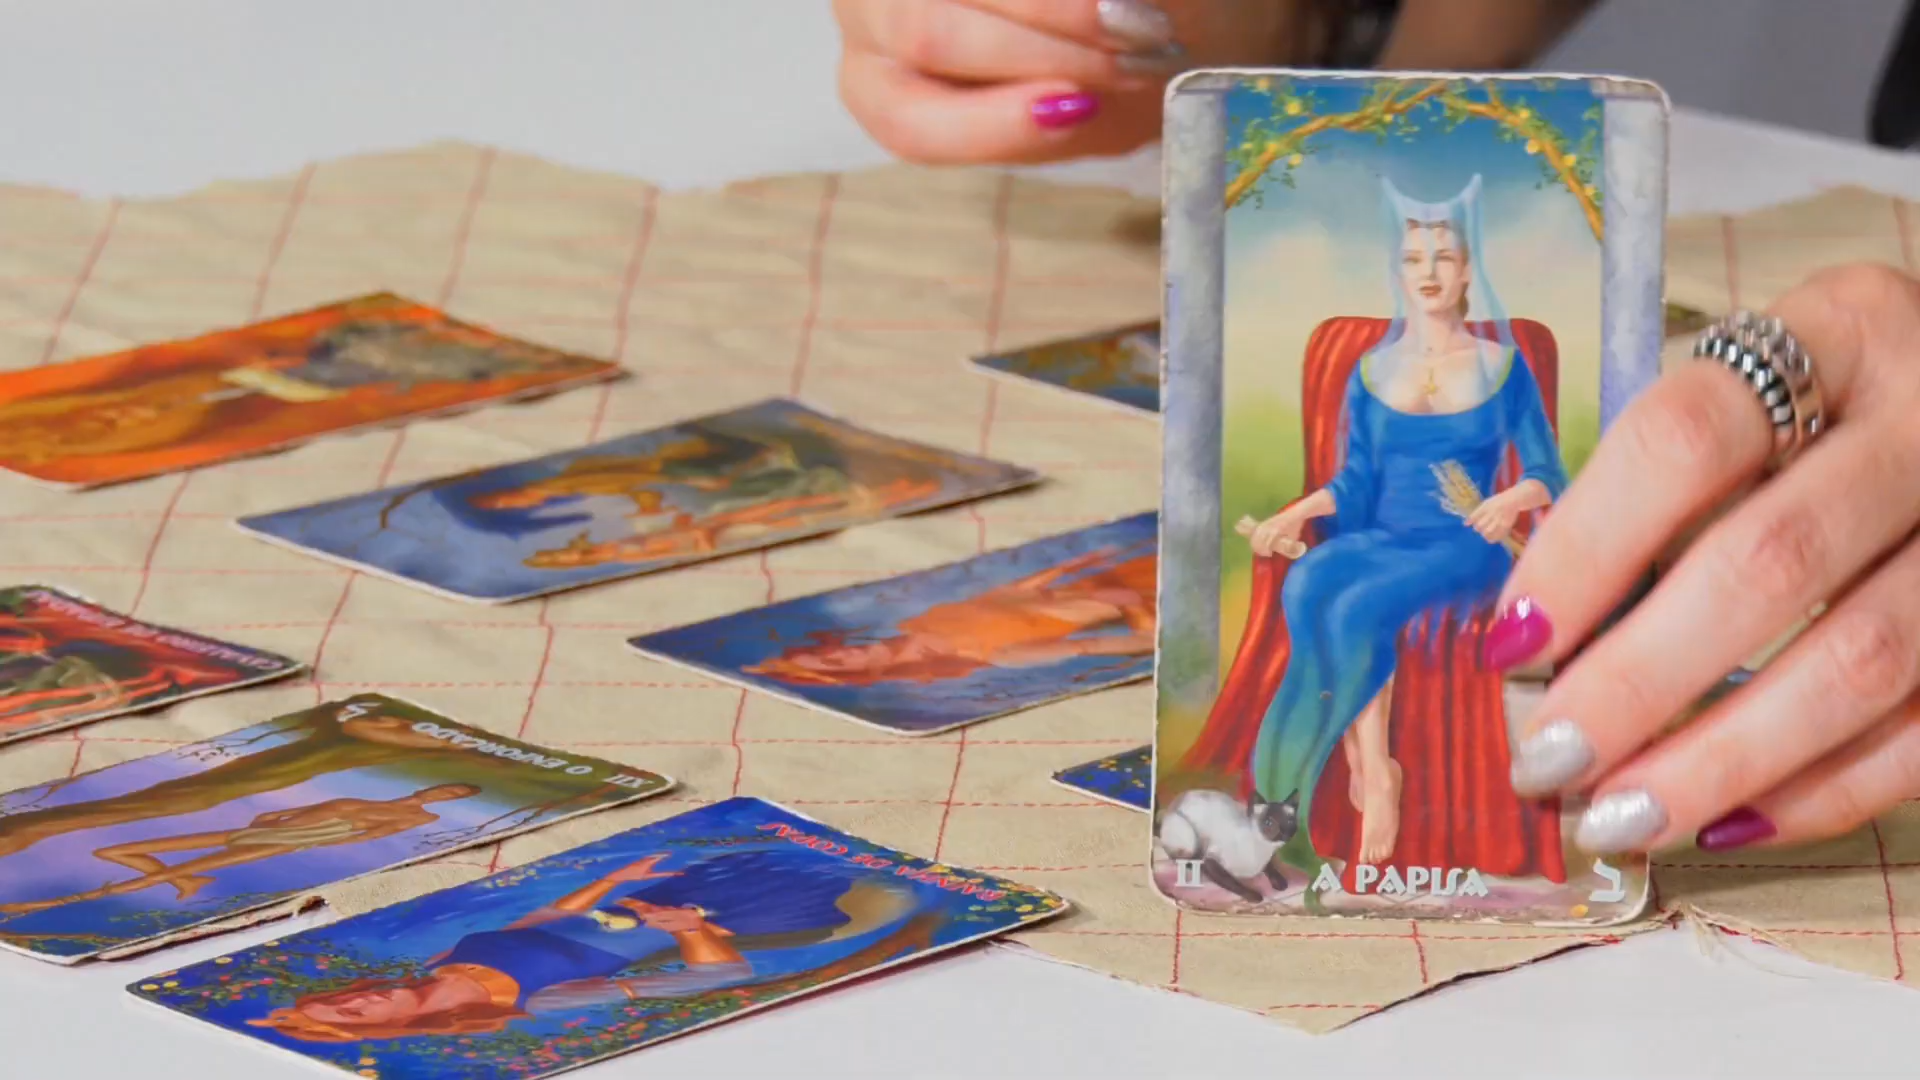 II A PAPISA ב
XII O ENFORCADO ל
RAINHA DE COPAS